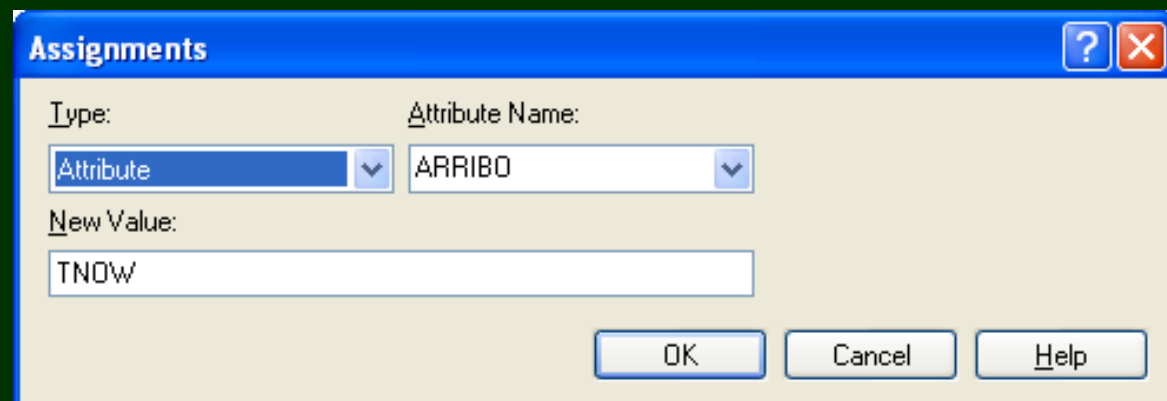 Assignments
Type: Attribute Name:
Attribute ARRIBO
New Value:
TNOW
OK Cancel Help